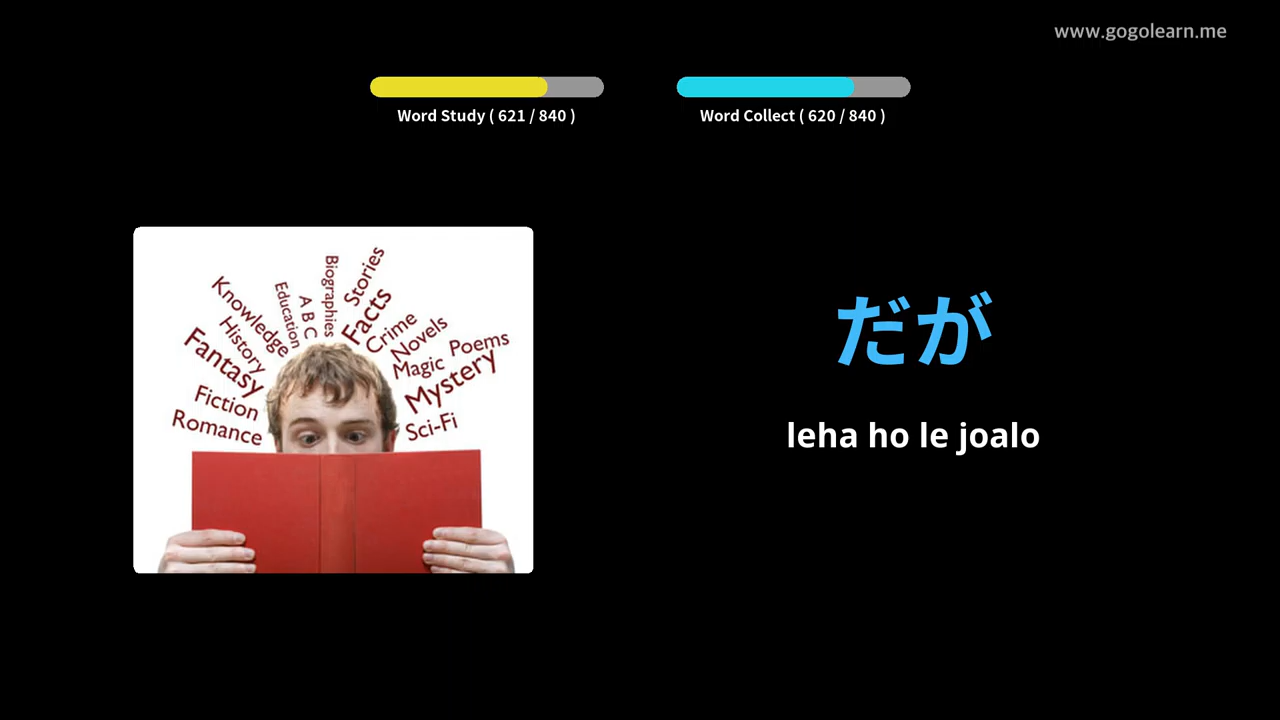 www.gogolearn.me
Word Study ( 621 / 840 )
Word Collect ( 620 / 840 )
Biographies
Stories
Knowledge
Education
A B C
Facts
History
Crime
Novels
Fantasy
Magic
Poems
Mystery
Fiction
Romance
Sci-Fi
だが
leha ho le joalo